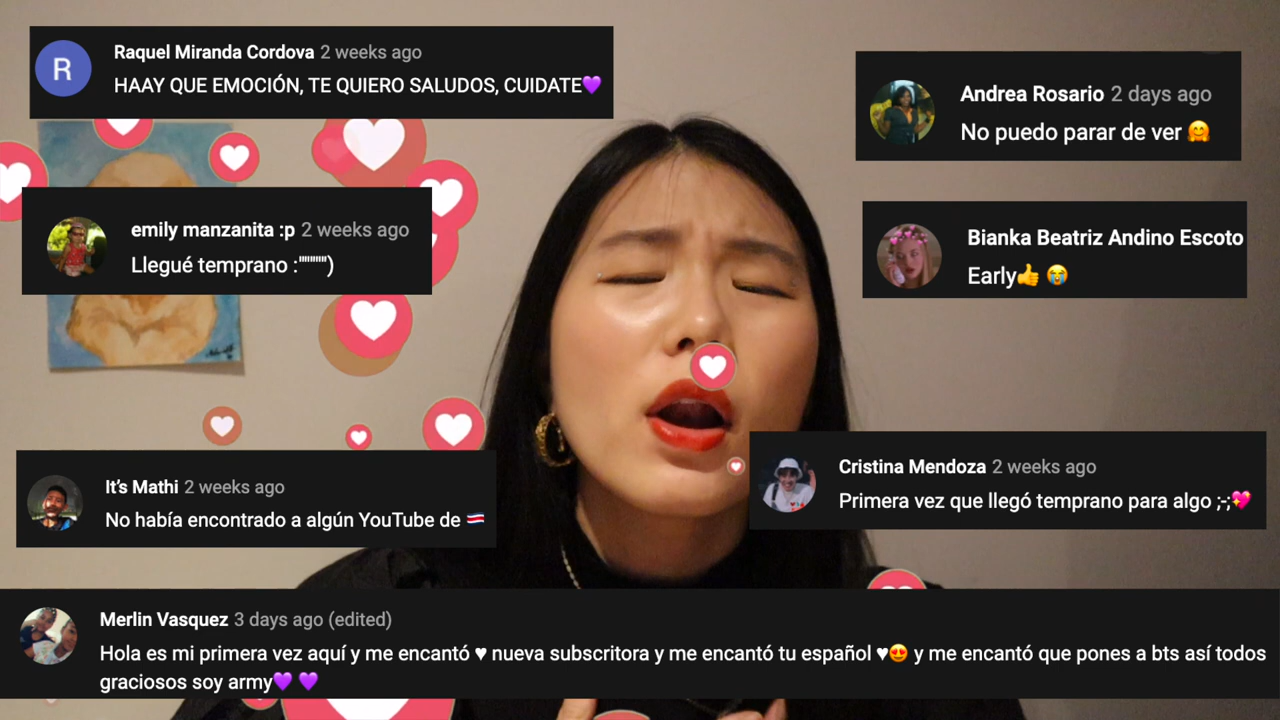 R
Raquel Miranda Cordova 2 weeks ago
HAAY QUE EMOCIÓN, TE QUIERO SALUDOS, CUIDATE💜
Andrea Rosario 2 days ago
No puedo parar de ver 🤗
emily manzanita :p 2 weeks ago
Llegué temprano :"""""')
Bianka Beatriz Andino Escoto
Early👍 😭
It's Mathi 2 weeks ago
No había encontrado a algún YouTube de 🇨🇷
Cristina Mendoza 2 weeks ago
Primera vez que llegó temprano para algo ;-;💖
Merlin Vasquez 3 days ago (edited)
Hola es mi primera vez aquí y me encantó ♥ nueva subscritora y me encantó tu español ♥😍 y me encantó que pones a bts así todos
graciosos soy army💜 💜